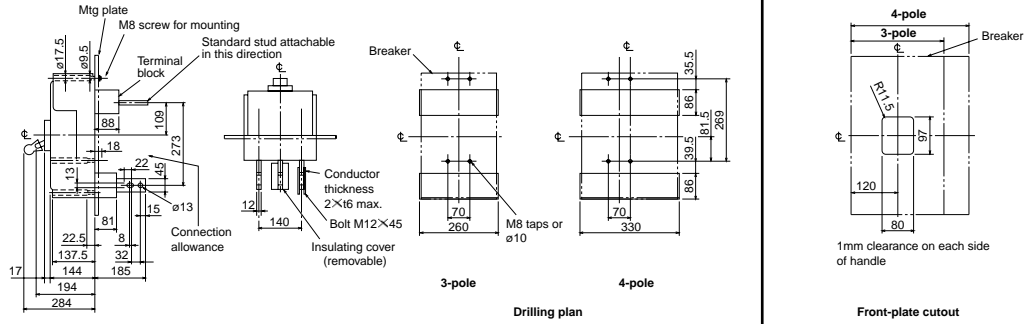 Mtg plate
M8 screw for mounting
Standard stud attachable
in this direction
Terminal
block
ø17.5
ø9.5
88
109
273
18
22
45
13
ø13
15
Connection
allowance
81
22.5
8
137.5
32
17
144
185
194
284
℄
12
140
Conductor
thickness
2×t6 max.
Bolt M12×45
Insulating cover
(removable)
Breaker
℄
℄
70
260
M8 taps or
ø10
3-pole
℄
35.5
86
269
81.5
39.5
86
℄
70
330
4-pole
Drilling plan
4-pole
3-pole
℄
Breaker
R11.5
97
℄
120
80
1mm clearance on each side
of handle
Front-plate cutout